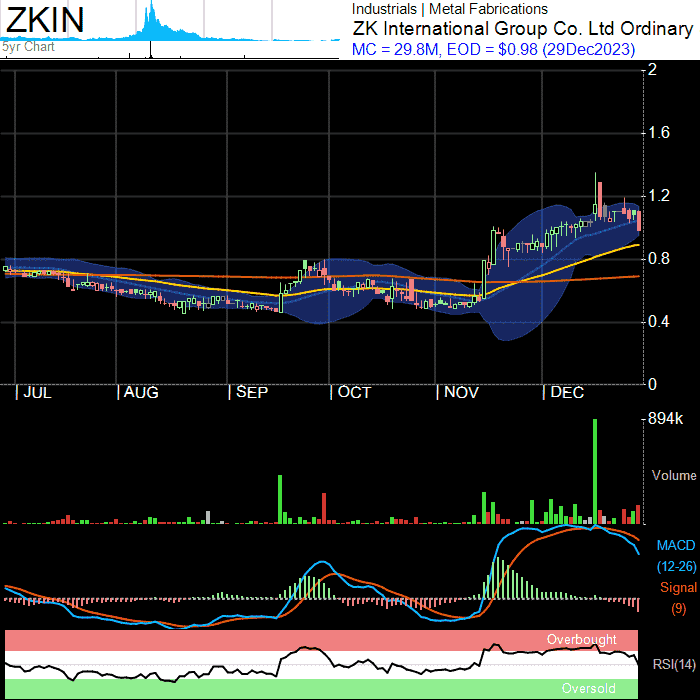 ZKIN
5yr Chart
Industrials | Metal Fabrications
ZK International Group Co. Ltd Ordinary
MC = 29.8M, EOD = $0.98 (29Dec2023)
2
1.6
1.2
0.8
0.4
0
| JUL | AUG | SEP | OCT | NOV | DEC
894k
Volume
MACD
(12-26)
Signal
(9)
Overbought
RSI(14)
Oversold